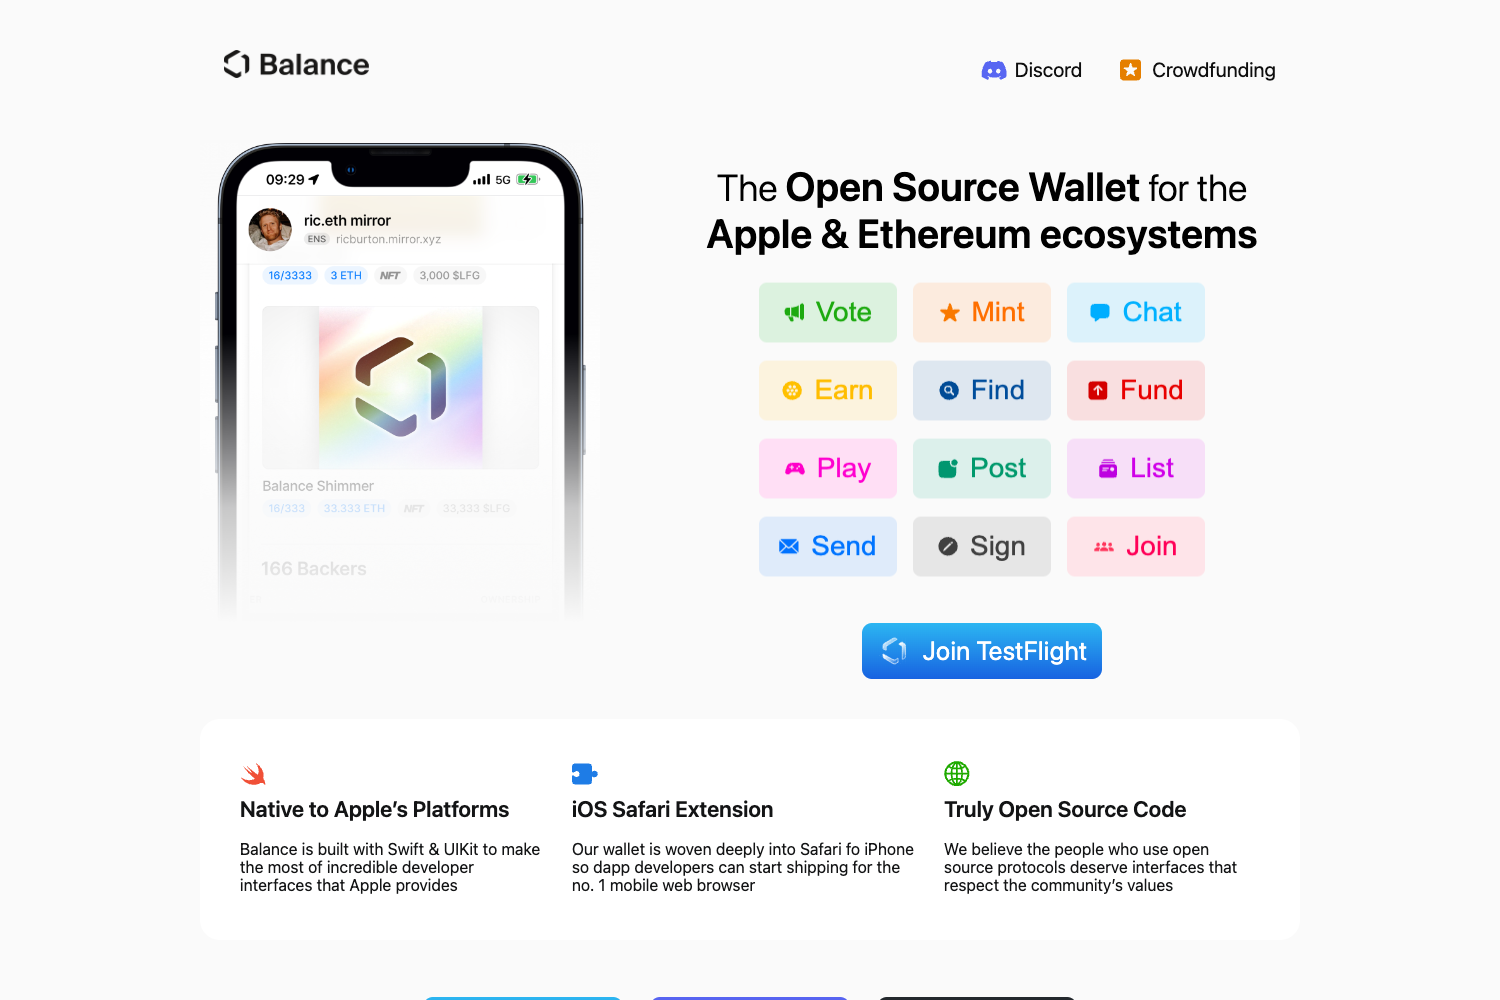 Balance
Discord
Crowdfunding
09:29
5G
ric.eth mirror
ENS ricburton.mirror.xyz
16/3333 3 ETH NFT 3,000 $LFG
Balance Shimmer
16/333 33.333 ETH NFT 33,333 $LFG
166 Backers
The Open Source Wallet for the
Apple & Ethereum ecosystems
Vote Mint Chat
Earn Find Fund
Play Post List
Send Sign Join
Join TestFlight
Native to Apple’s Platforms
Balance is built with Swift & UIKit to make
the most of incredible developer
interfaces that Apple provides
iOS Safari Extension
Our wallet is woven deeply into Safari fo iPhone
so dapp developers can start shipping for the
no. 1 mobile web browser
Truly Open Source Code
We believe the people who use open
source protocols deserve interfaces that
respect the community’s values